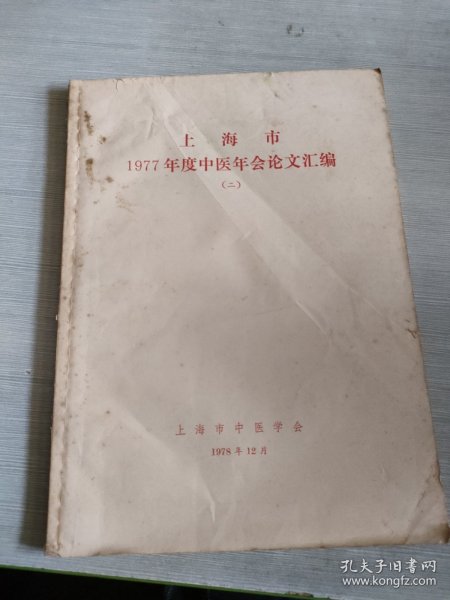 上海市
1977年度中医年会论文汇编
（二）
上海市中医学会
1978年12月
孔夫子旧书网
www.kongfz.com